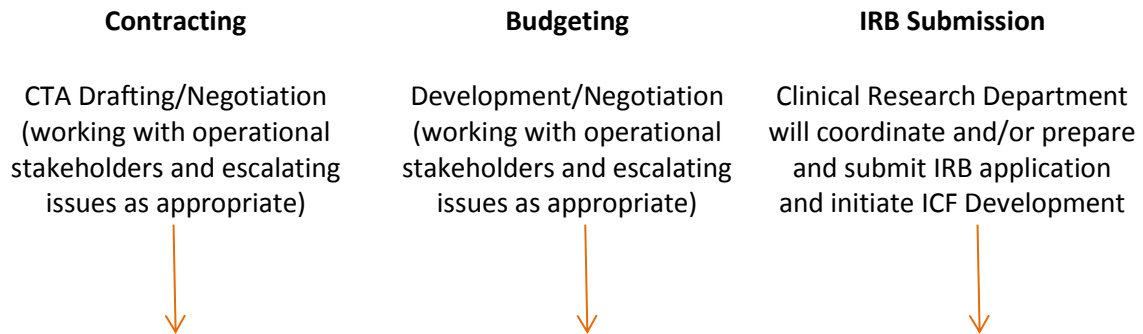 Contracting
CTA Drafting/Negotiation
(working with operational
stakeholders and escalating
issues as appropriate)
Budgeting
Development/Negotiation
(working with operational
stakeholders and escalating
issues as appropriate)
IRB Submission
Clinical Research Department
will coordinate and/or prepare
and submit IRB application
and initiate ICF Development